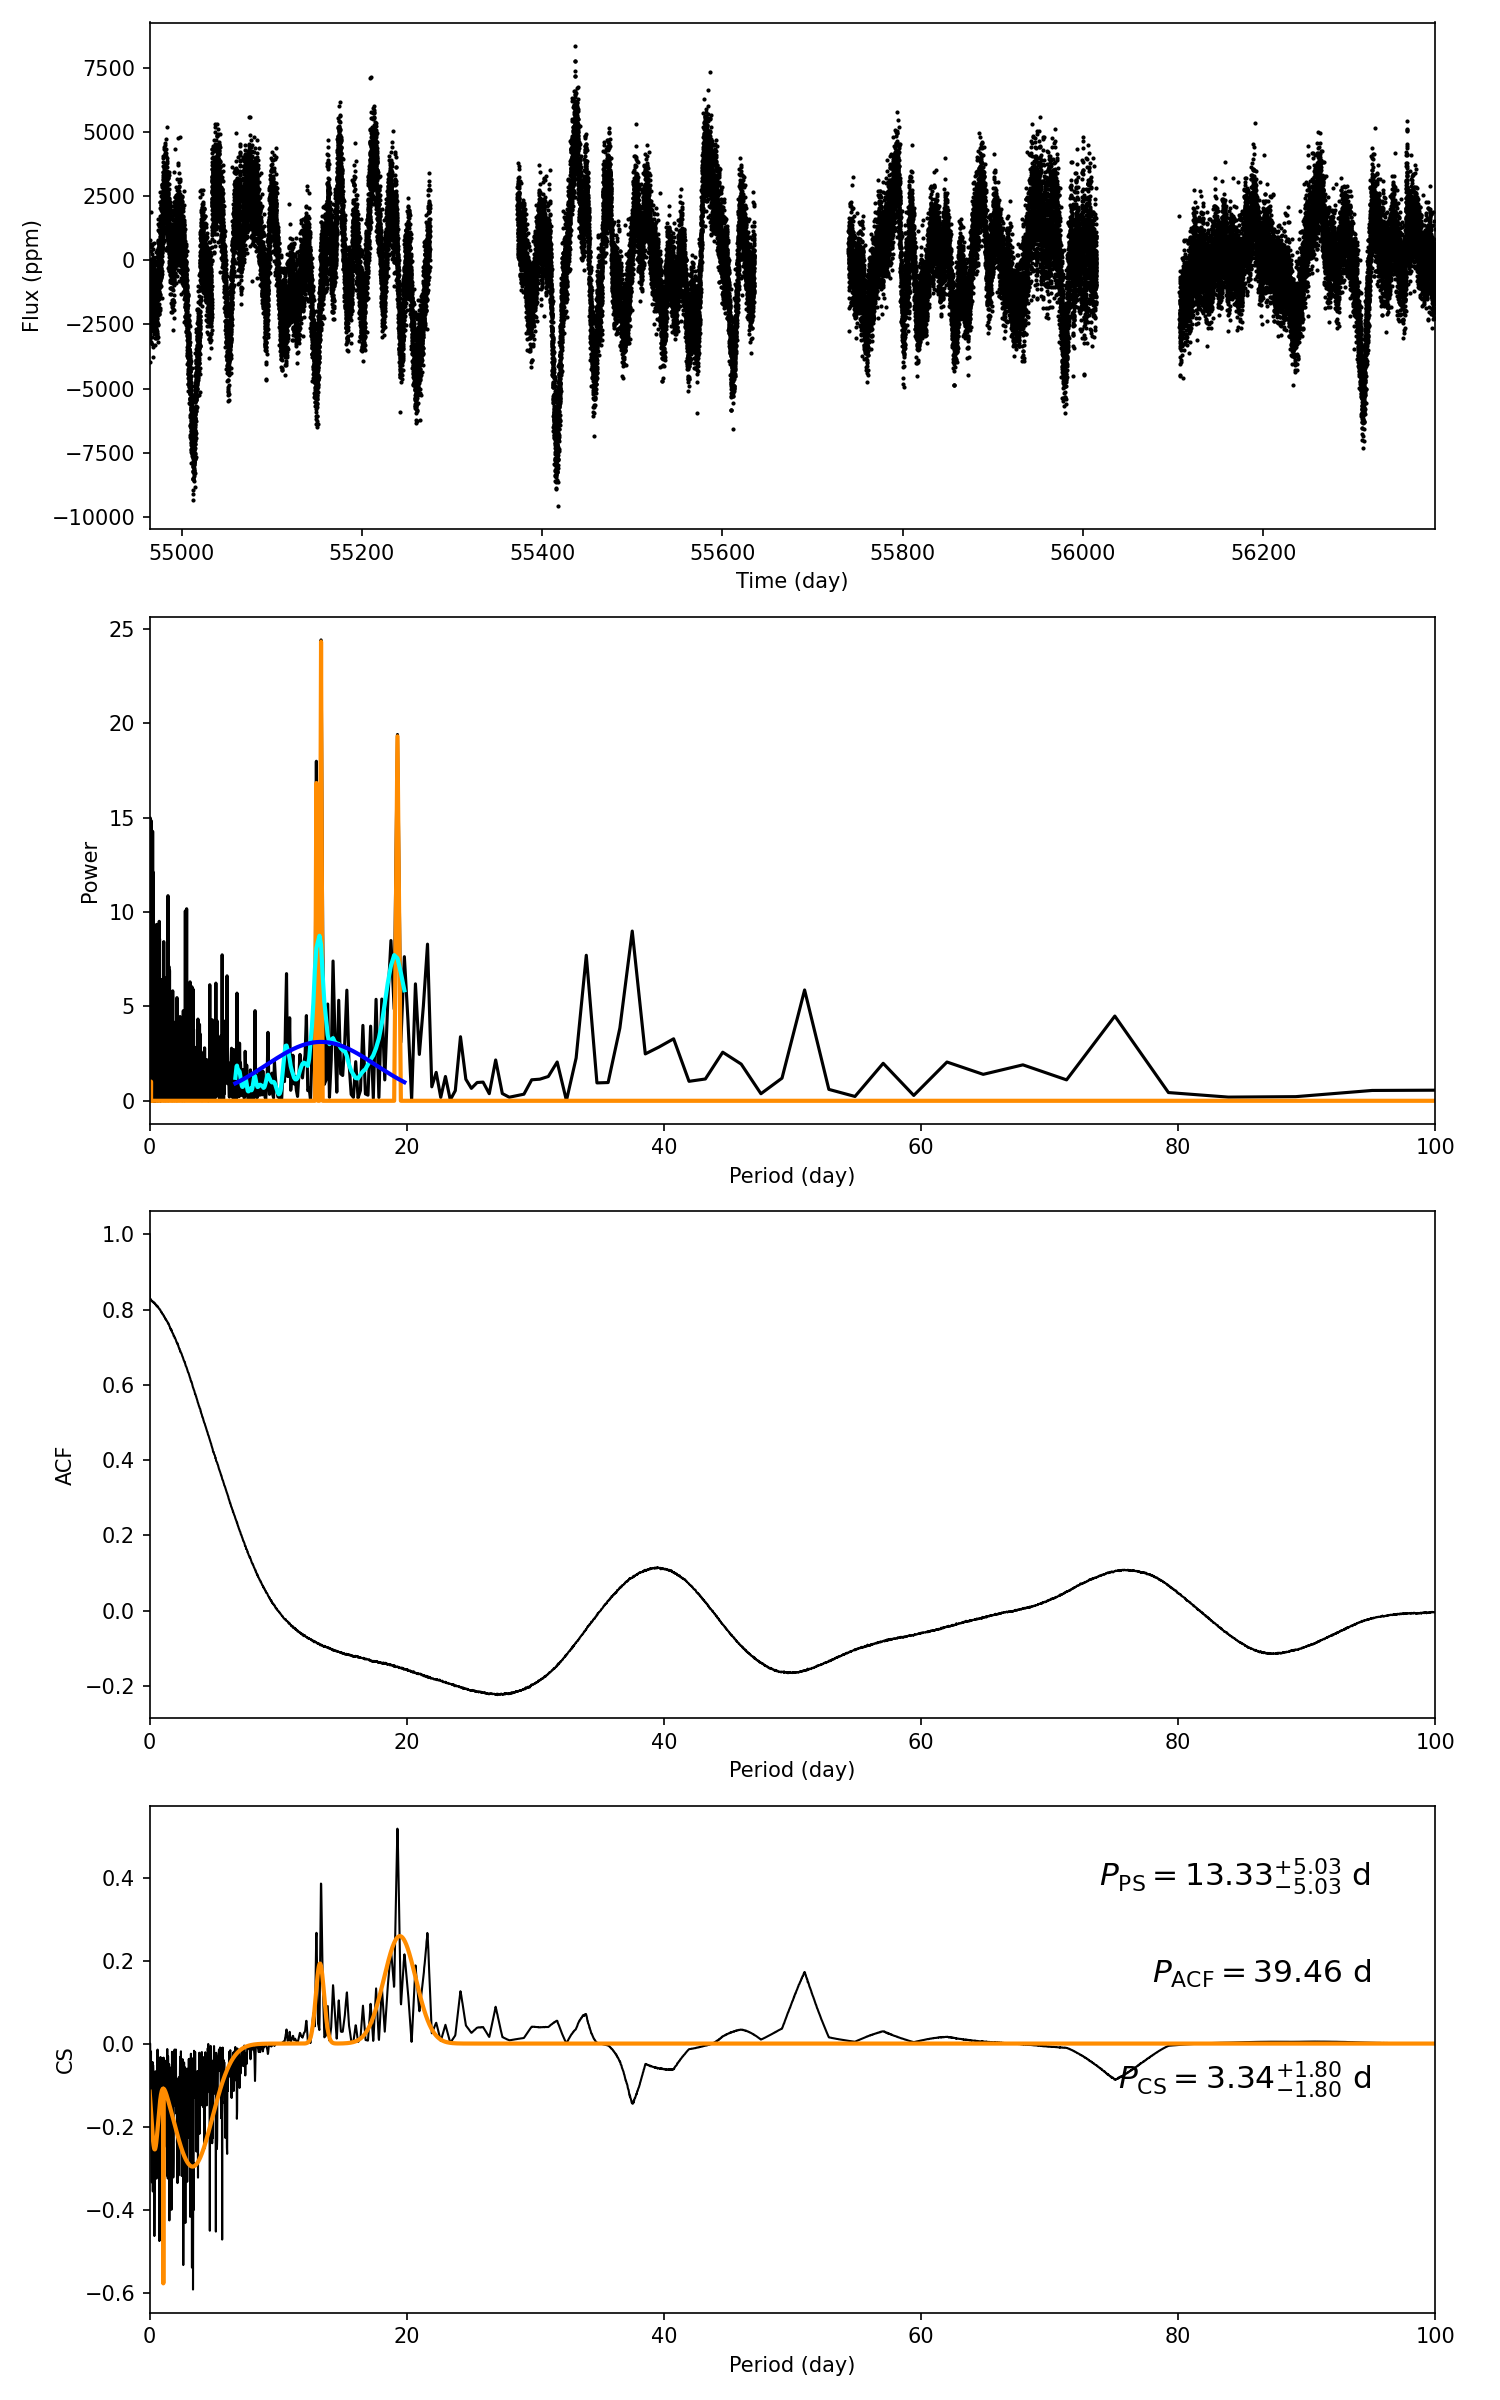 7500
5000
2500
0
−2500
−5000
−7500
−10000
Flux (ppm)
55000 55200 55400 55600 55800 56000 56200
Time (day)
25
20
15
10
5
0
Power
0 20 40 60 80 100
Period (day)
1.0
0.8
0.6
0.4
0.2
0.0
−0.2
ACF
0 20 40 60 80 100
Period (day)
0.4
0.2
0.0
−0.2
−0.4
−0.6
CS
P_PS = 13.33^{+5.03}_{−5.03} d
P_ACF = 39.46 d
P_CS = 3.34^{+1.80}_{−1.80} d
0 20 40 60 80 100
Period (day)